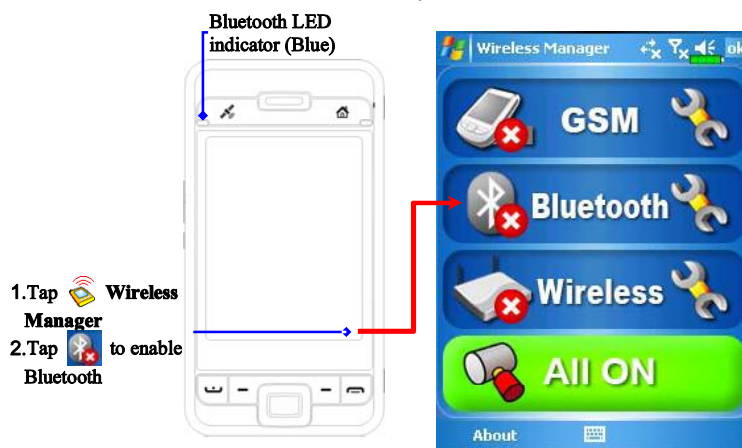 Bluetooth LED
indicator (Blue)
1.Tap Wireless
Manager
2.Tap to enable
Bluetooth
Wireless Manager ok
GSM
Bluetooth
Wireless
All ON
About